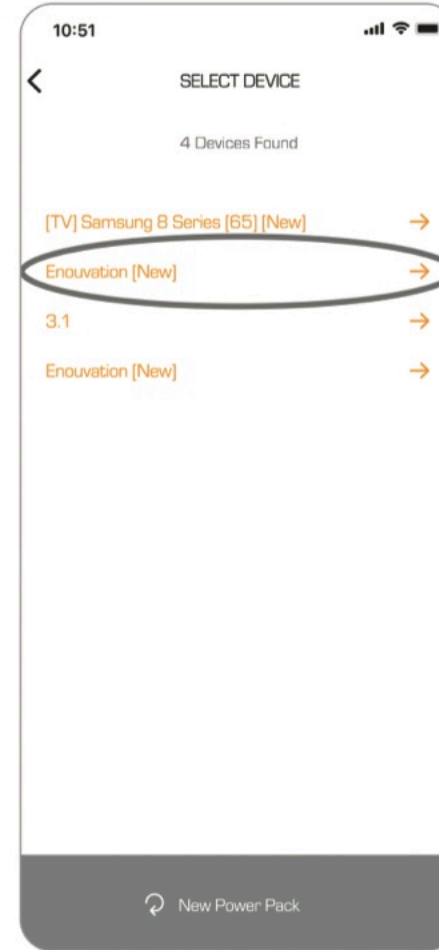 10:51
SELECT DEVICE
4 Devices Found
[TV] Samsung 8 Series [65] [New]
Enouvation [New]
3.1
Enouvation [New]
New Power Pack